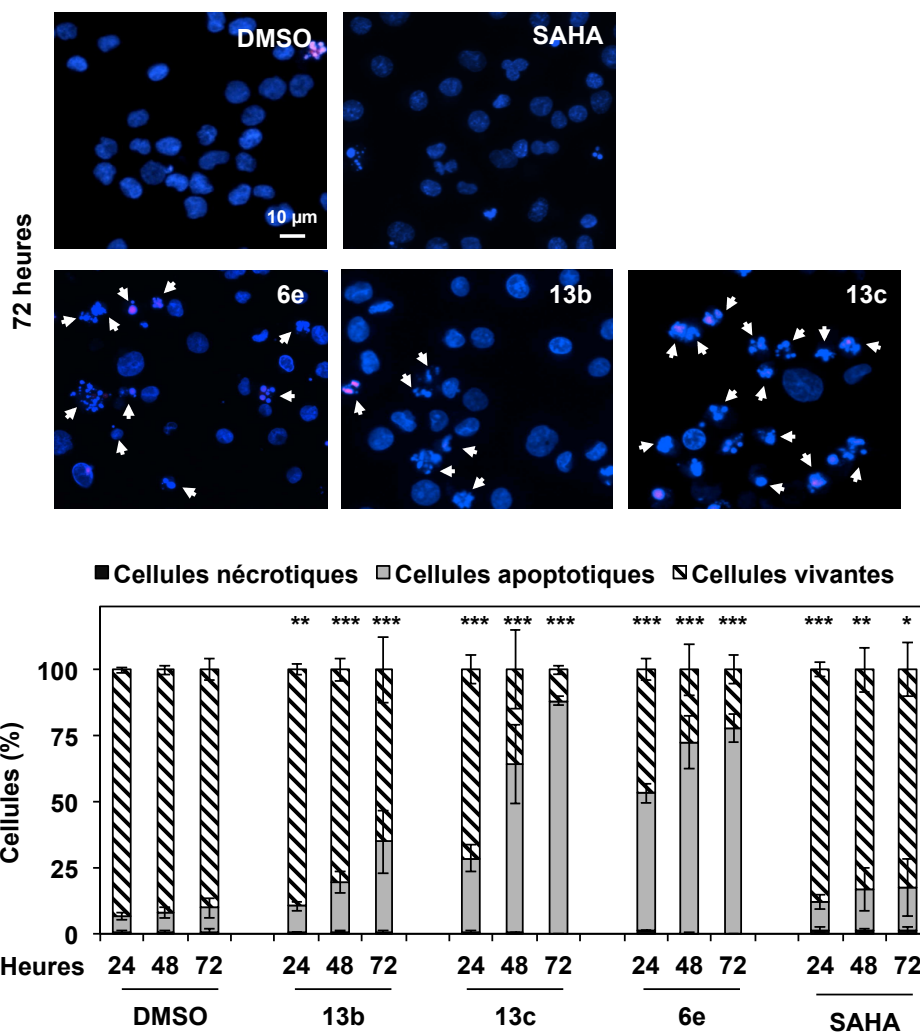 DMSO
SAHA
10 µm
72 heures
6e
13b
13c
Cellules nécrotiques Cellules apoptotiques Cellules vivantes
** *** *** *** *** *** *** *** *** *** ** *
100
75
50
25
0
Cellules (%)
Heures 24 48 72 24 48 72 24 48 72 24 48 72 24 48 72
DMSO 13b 13c 6e SAHA